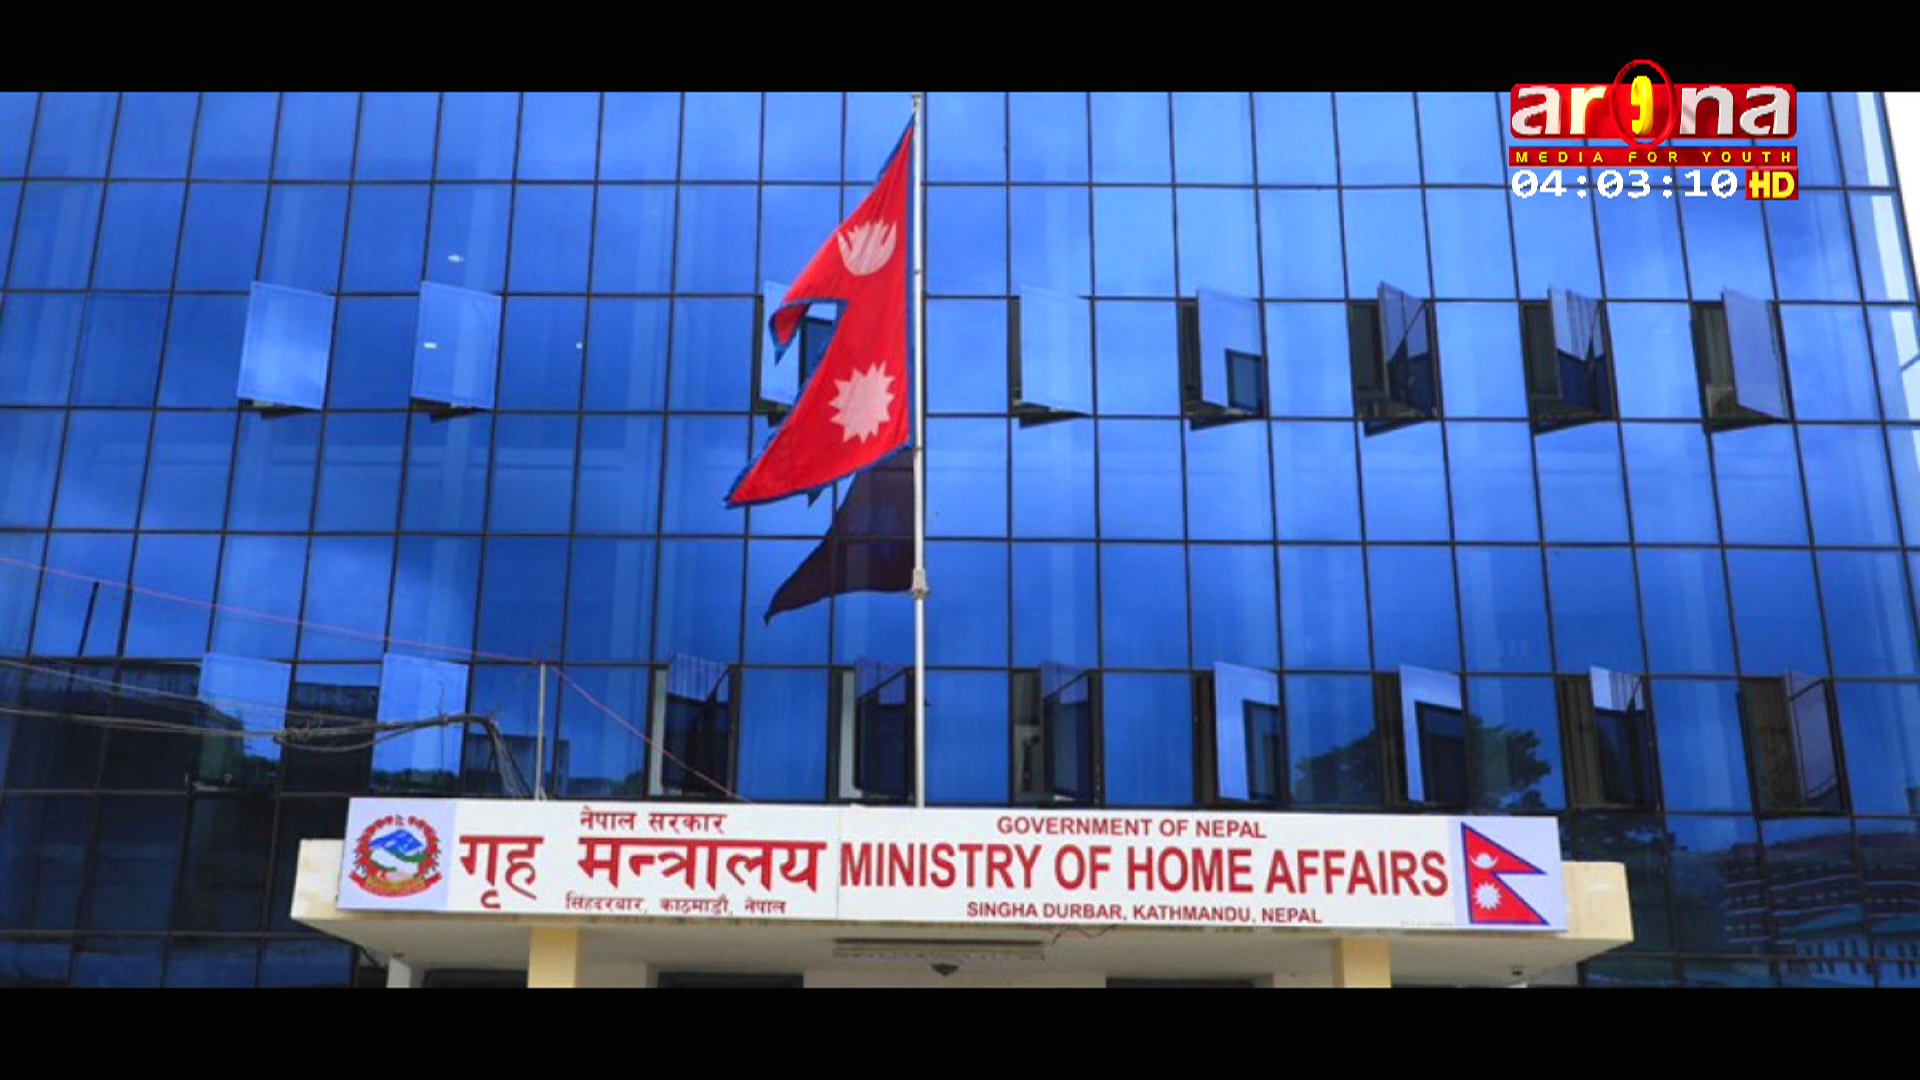 arena
MEDIA FOR YOUTH
04:03:10 HD
नेपाल सरकार
गृह मन्त्रालय
सिंहदरबार, काठमाडौं, नेपाल
GOVERNMENT OF NEPAL
MINISTRY OF HOME AFFAIRS
SINGHA DURBAR, KATHMANDU, NEPAL